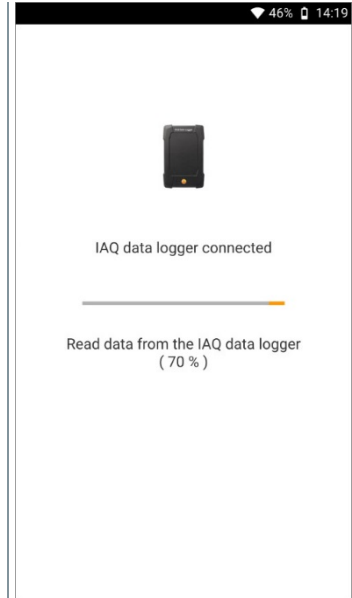 46% 14:19
IAQ data logger connected
Read data from the IAQ data logger
( 70 % )